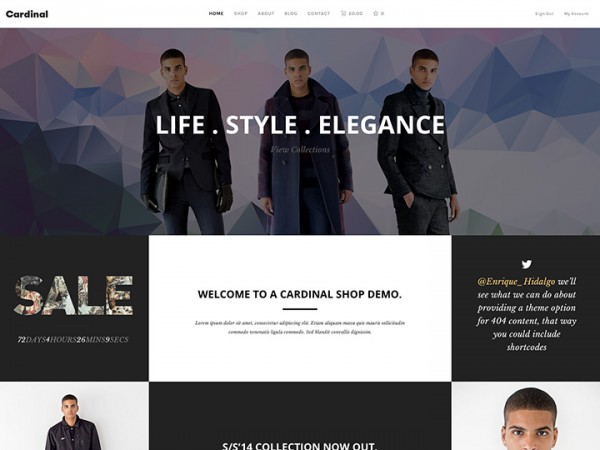 Cardinal
HOME SHOP ABOUT BLOG CONTACT £0.00 0
Sign Out My Account
LIFE . STYLE . ELEGANCE
View Collections
SALE
72DAYS4HOURS26MINS9SECS
WELCOME TO A CARDINAL SHOP DEMO.
Lorem ipsum dolor sit amet, consectetur adipiscing elit. Etiam aliquam massa quis mauris sollicitudin
commodo venenatis ligula commodo. Sed blandit convallis dignissim.
@Enrique_Hidalgo we'll
see what we can do about
providing a theme option
for 404 content, that way
you could include
shortcodes
S/S'14 COLLECTION NOW OUT.